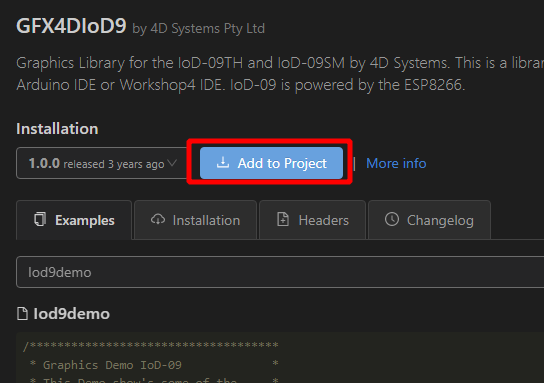 GFX4DIoD9 by 4D Systems Pty Ltd
Graphics Library for the IoD-09TH and IoD-09SM by 4D Systems. This is a libra
Arduino IDE or Workshop4 IDE. IoD-09 is powered by the ESP8266.
Installation
1.0.0 released 3 years ago Add to Project | More info
Examples Installation Headers Changelog
Iod9demo
Iod9demo
/***********************************
* Graphics Demo IoD-09 *
* This Demo show's some of the *